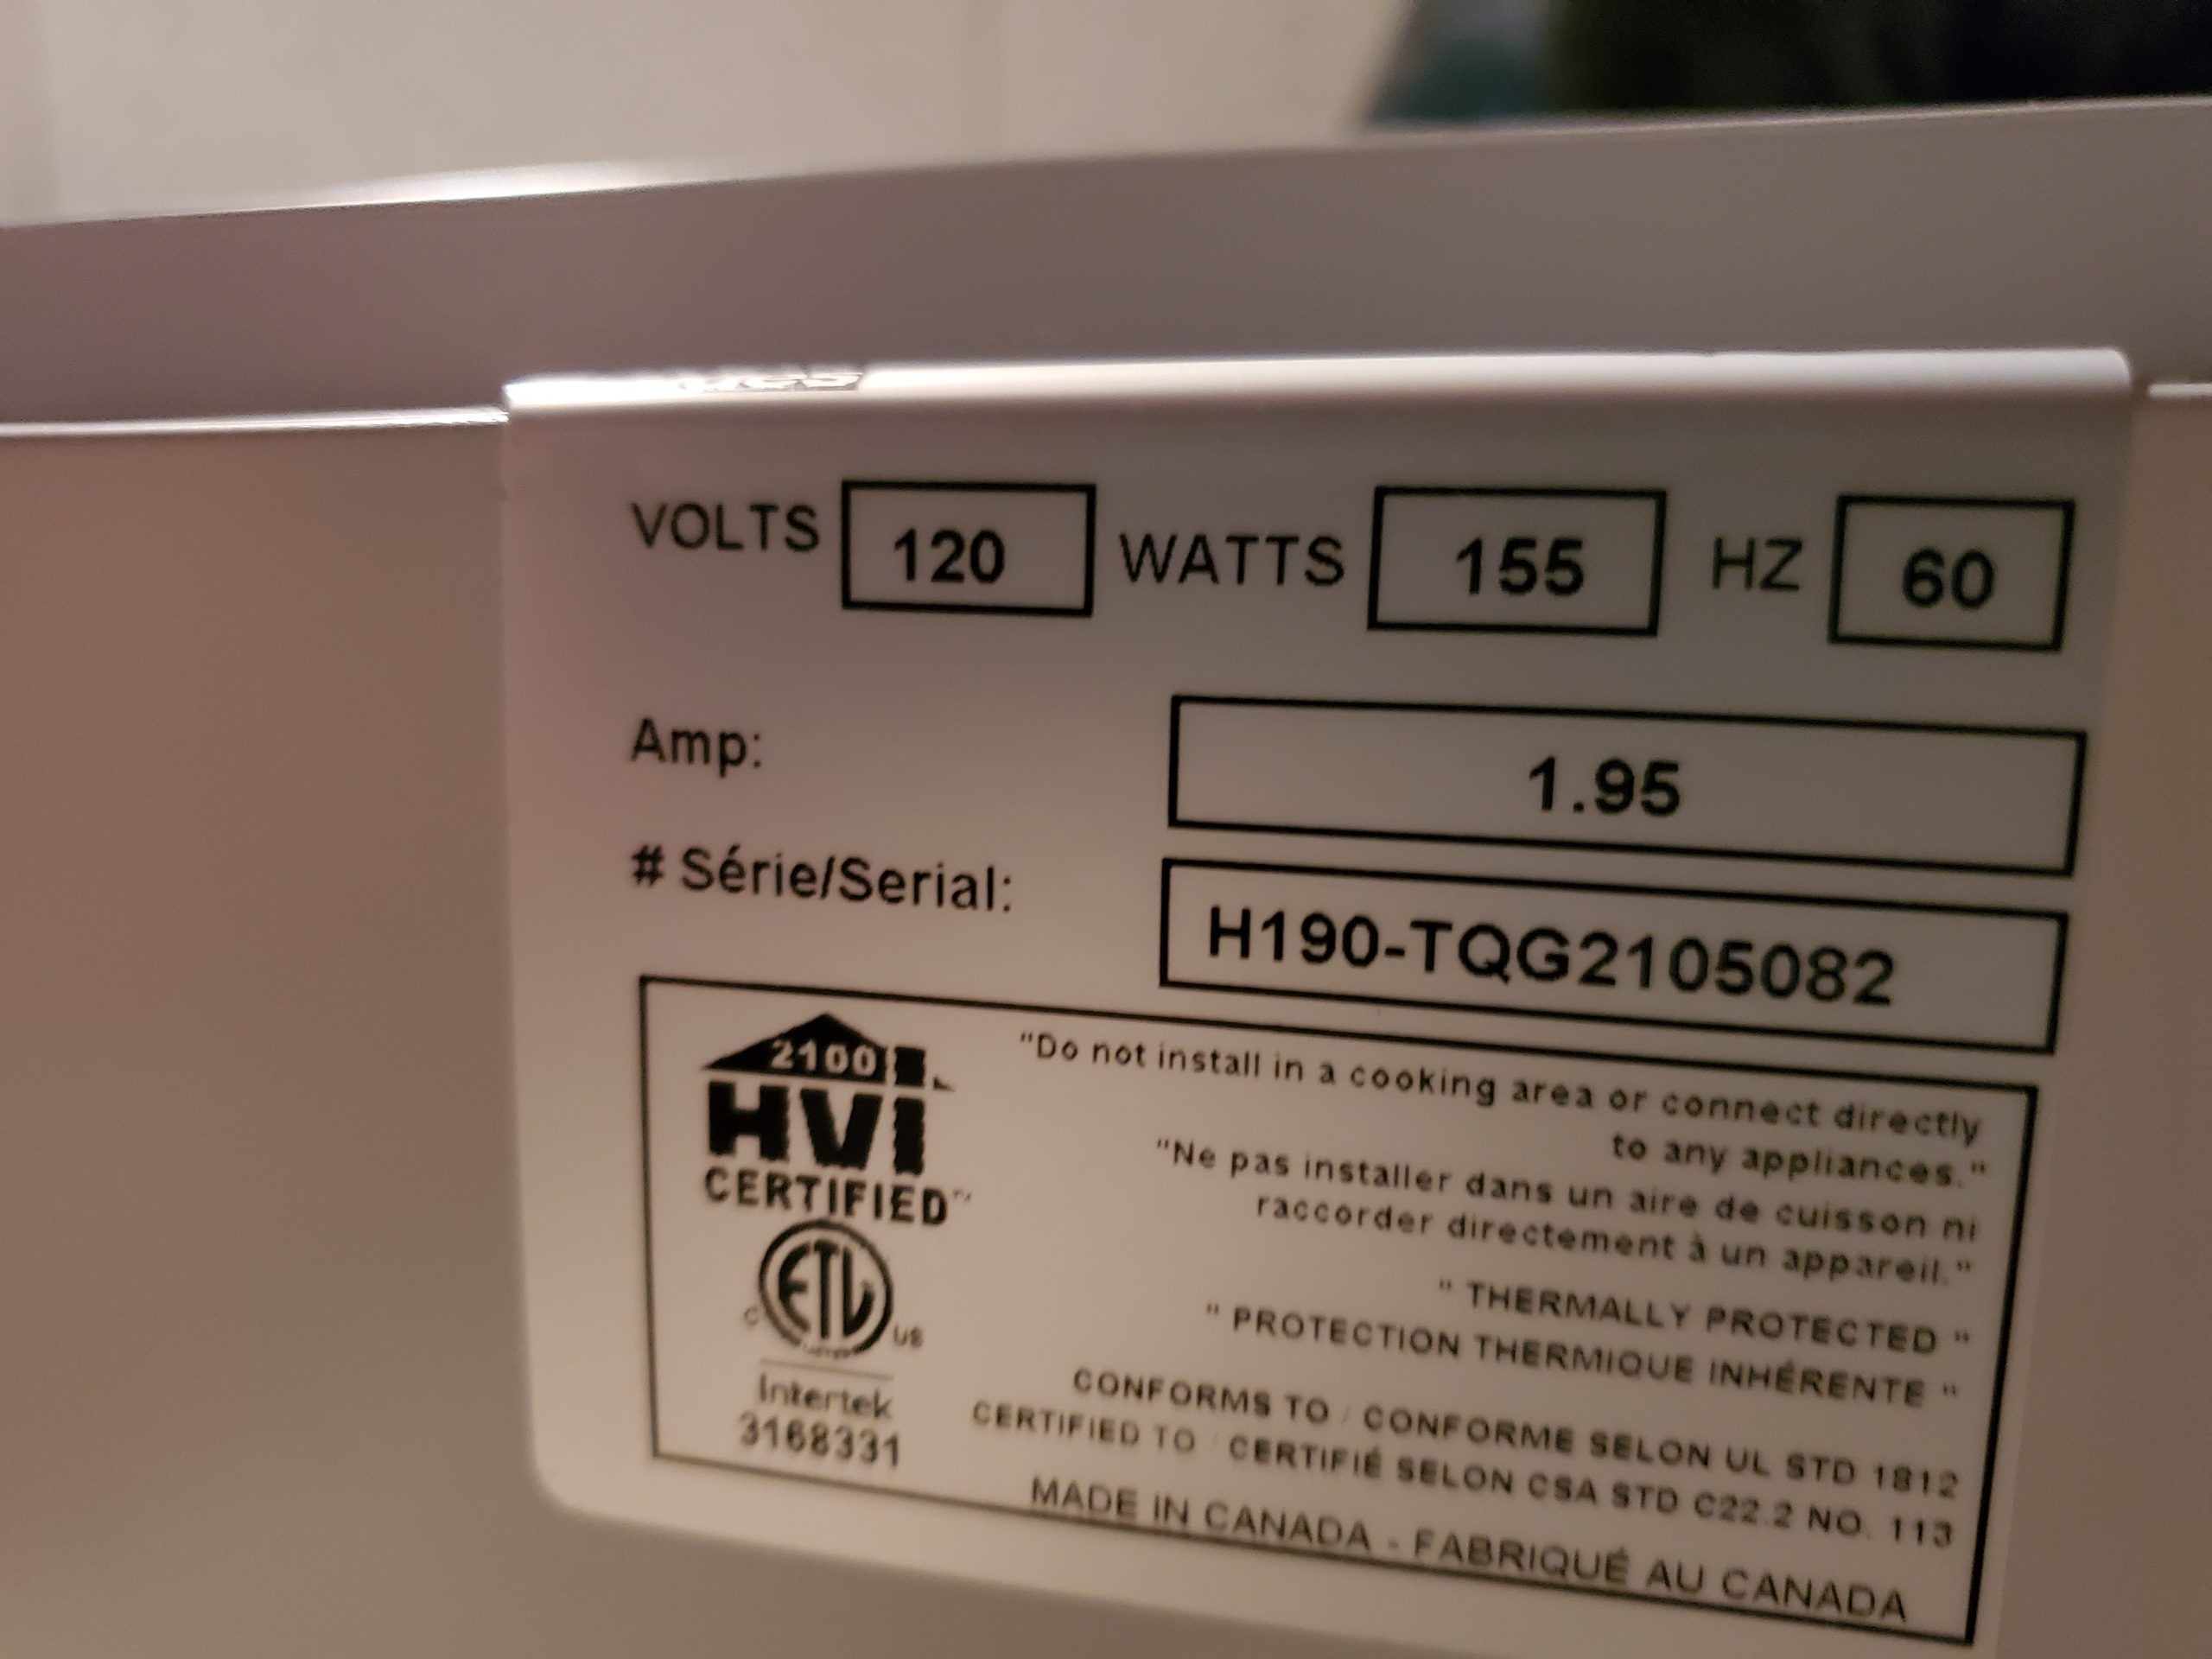 VOLTS 120 WATTS 155 HZ 60
Amp: 1.95
# Série/Serial: H190-TQG2105082
2100
HVI
CERTIFIED™
ETL
C US
Intertek
3168331
"Do not install in a cooking area or connect directly
to any appliances."
"Ne pas installer dans un aire de cuisson ni
raccorder directement à un appareil."
" THERMALLY PROTECTED "
" PROTECTION THERMIQUE INHÉRENTE "
CONFORMS TO / CONFORME SELON UL STD 1812
CERTIFIED TO / CERTIFIÉ SELON CSA STD C22.2 NO. 113
MADE IN CANADA - FABRIQUÉ AU CANADA